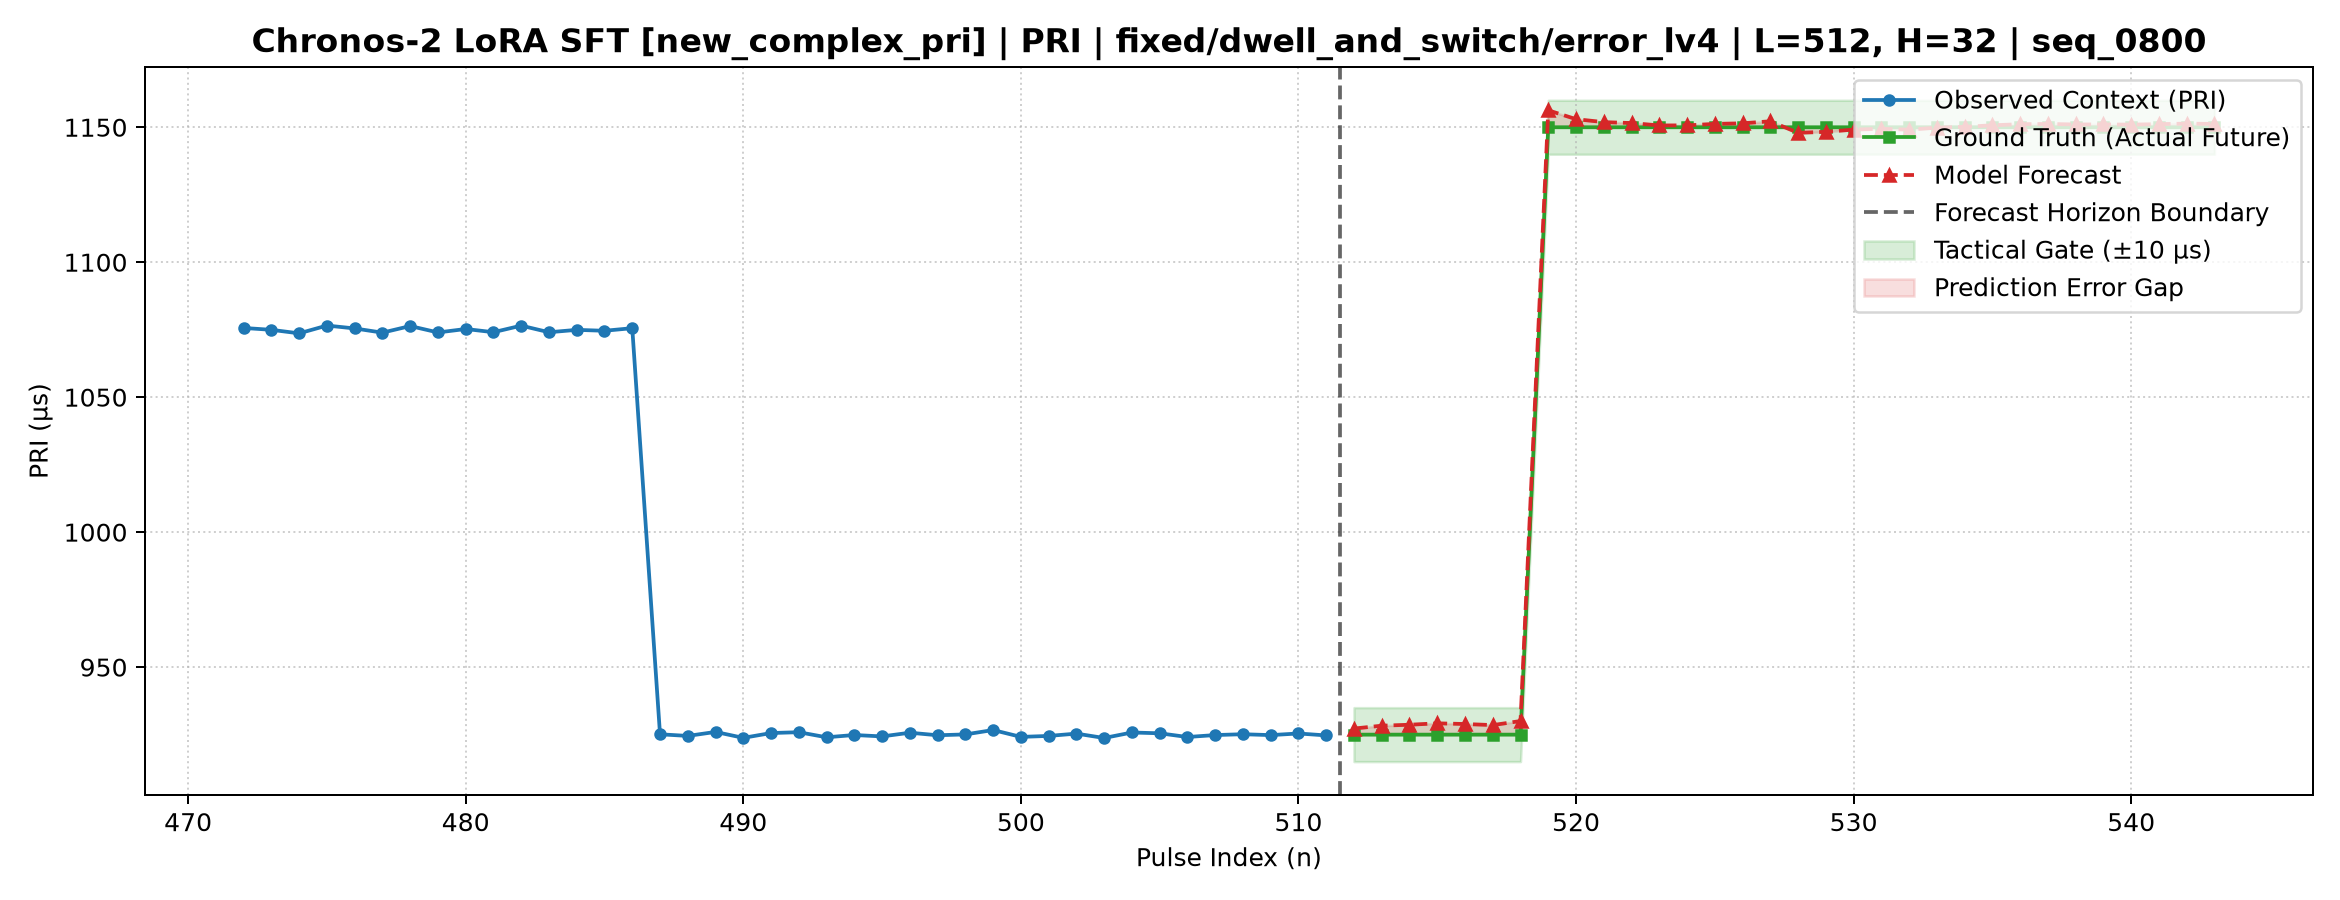 Chronos-2 LoRA SFT [new_complex_pri] | PRI | fixed/dwell_and_switch/error_lv4 | L=512, H=32 | seq_0800
PRI (µs)
1150
1100
1050
1000
950
Observed Context (PRI)
Ground Truth (Actual Future)
Model Forecast
Forecast Horizon Boundary
Tactical Gate (±10 µs)
Prediction Error Gap
470 480 490 500 510 520 530 540
Pulse Index (n)